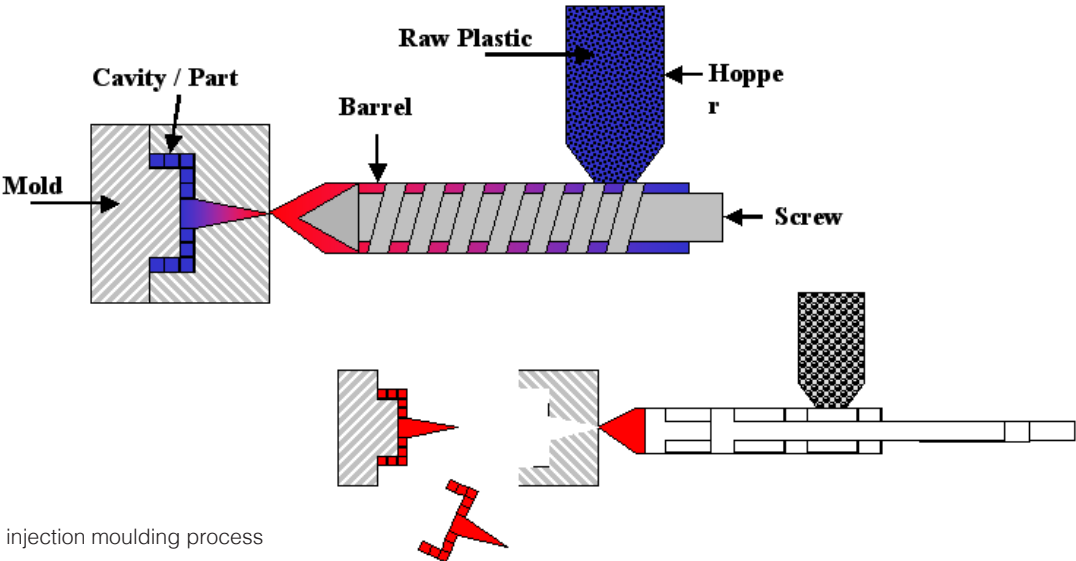 Raw Plastic
Cavity / Part
Hoppe
r
Barrel
Mold
Screw
injection moulding process